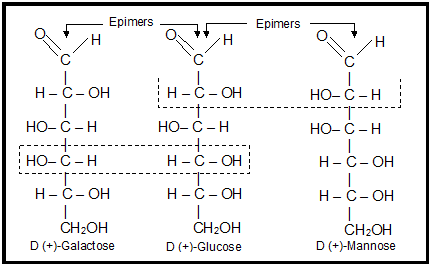 Epimers Epimers
O H O H O H
C C C
H – C – OH H – C – OH HO – C – H
HO – C – H HO – C – H HO – C – H
HO – C – H H – C – OH H – C – OH
H – C – OH H – C – OH H – C – OH
CH2OH CH2OH CH2OH
D (+)-Galactose D (+)-Glucose D (+)-Mannose